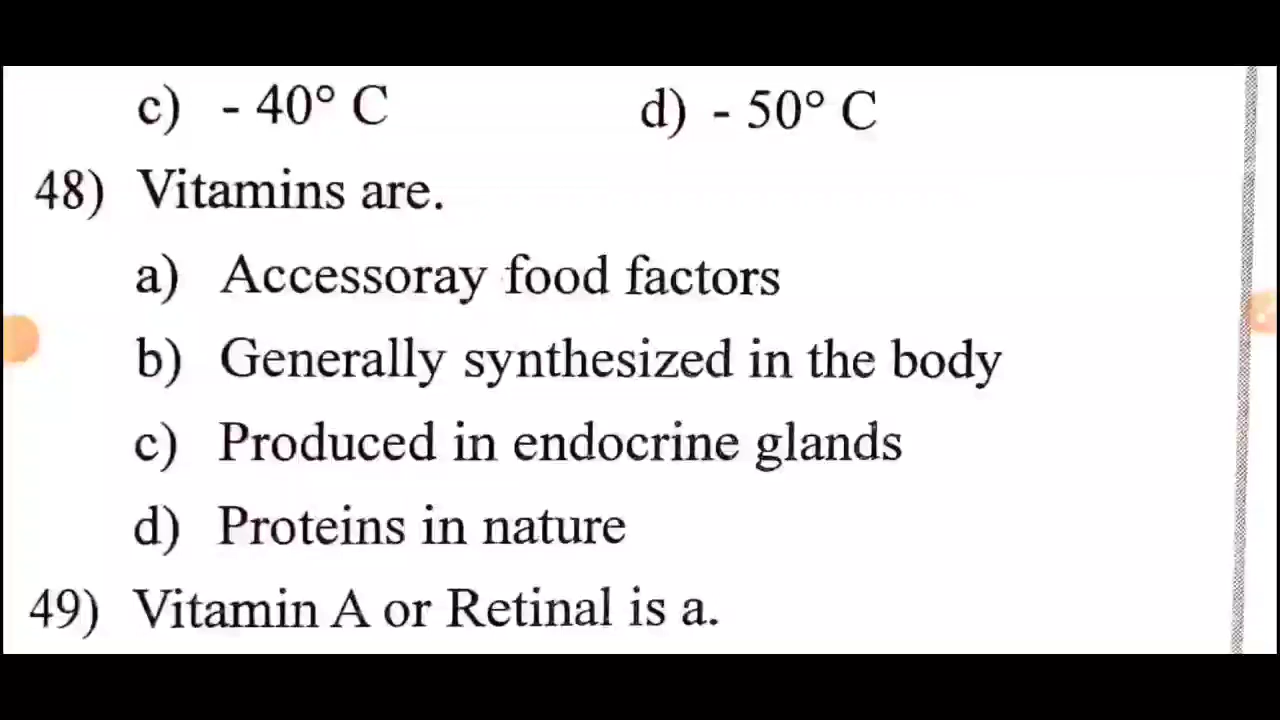 c) - 40° C d) - 50° C
48) Vitamins are.
a) Accessoray food factors
b) Generally synthesized in the body
c) Produced in endocrine glands
d) Proteins in nature
49) Vitamin A or Retinal is a.